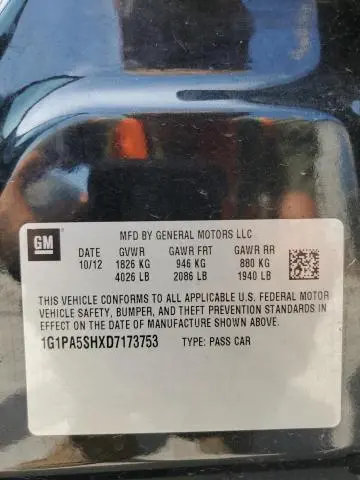 GM
MFD BY GENERAL MOTORS LLC
DATE GVWR GAWR FRT GAWR RR
10/12 1826 KG 946 KG 880 KG
4026 LB 2086 LB 1940 LB
THIS VEHICLE CONFORMS TO ALL APPLICABLE U.S. FEDERAL MOTOR
VEHICLE SAFETY, BUMPER, AND THEFT PREVENTION STANDARDS IN
EFFECT ON THE DATE OF MANUFACTURE SHOWN ABOVE.
1G1PA5SHXD7173753 TYPE: PASS CAR